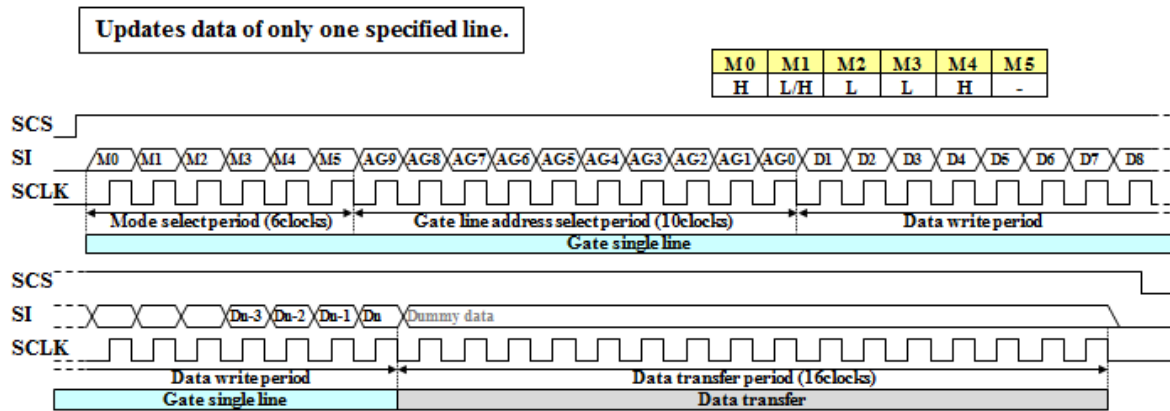 Updates data of only one specified line.
M0 M1 M2 M3 M4 M5
H L/H L L H -
SCS
SI M0 M1 M2 M3 M4 M5 AG9 AG8 AG7 AG6 AG5 AG4 AG3 AG2 AG1 AG0 D1 D2 D3 D4 D5 D6 D7 D8
SCLK
Mode select period (6clocks) Gate line address select period (10clocks) Data write period
Gate single line
SCS
SI Dn-3 Dn-2 Dn-1 Dn Dummy data
SCLK
Data write period Data transfer period (16clocks)
Gate single line Data transfer